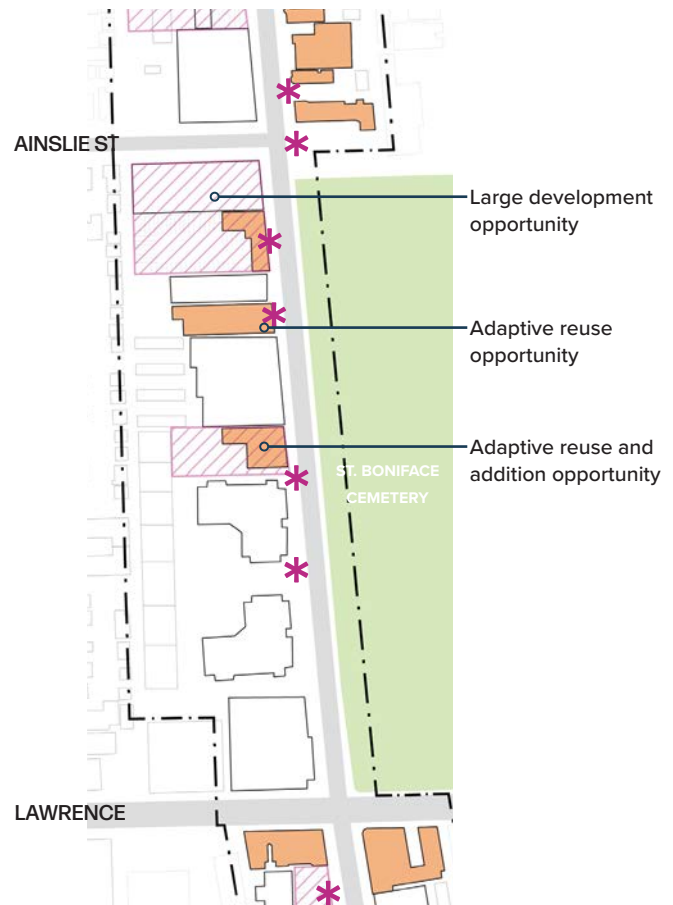 AINSLIE ST
Large development
opportunity
Adaptive reuse
opportunity
Adaptive reuse and
addition opportunity
ST. BONIFACE
CEMETERY
LAWRENCE